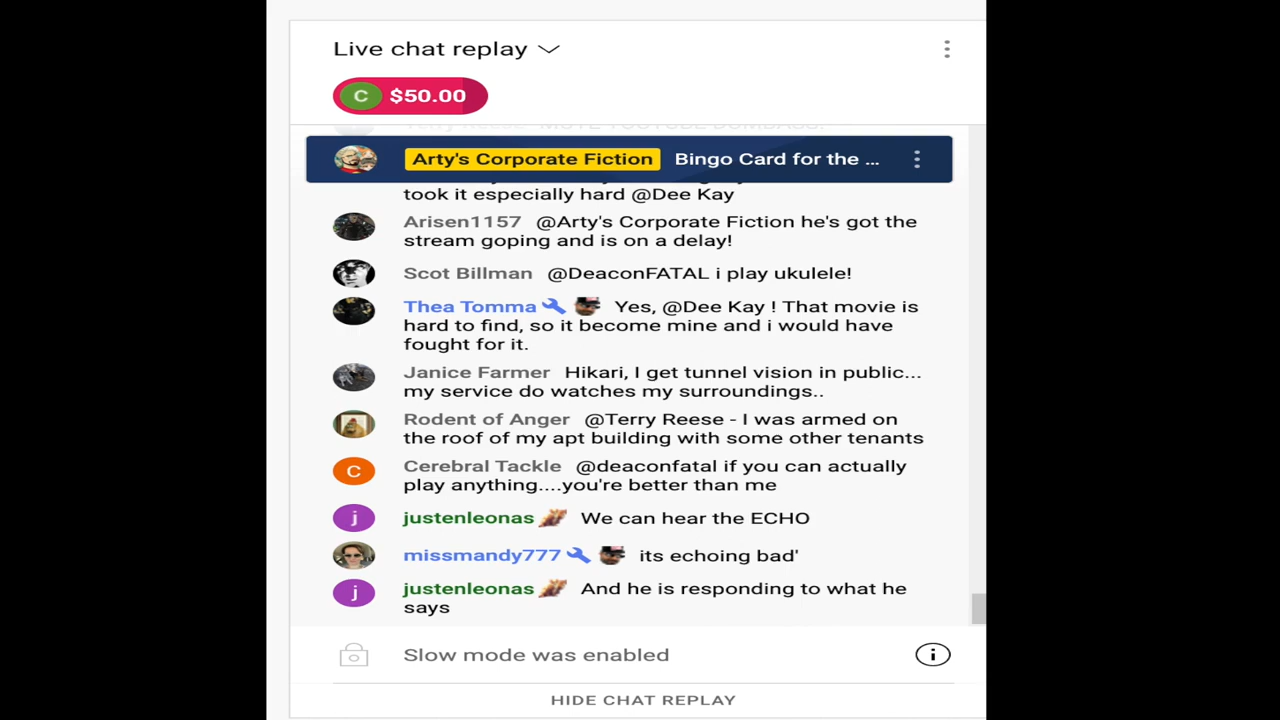 Live chat replay
C $50.00
Arty's Corporate Fiction Bingo Card for the ...
took it especially hard @Dee Kay
Arisen1157 @Arty's Corporate Fiction he's got the
stream goping and is on a delay!
Scot Billman @DeaconFATAL i play ukulele!
Thea Tomma Yes, @Dee Kay ! That movie is
hard to find, so it become mine and i would have
fought for it.
Janice Farmer Hikari, I get tunnel vision in public...
my service do watches my surroundings..
Rodent of Anger @Terry Reese - I was armed on
the roof of my apt building with some other tenants
C Cerebral Tackle @deaconfatal if you can actually
play anything....you're better than me
j justenleonas We can hear the ECHO
missmandy777 its echoing bad'
j justenleonas And he is responding to what he
says
Slow mode was enabled
HIDE CHAT REPLAY